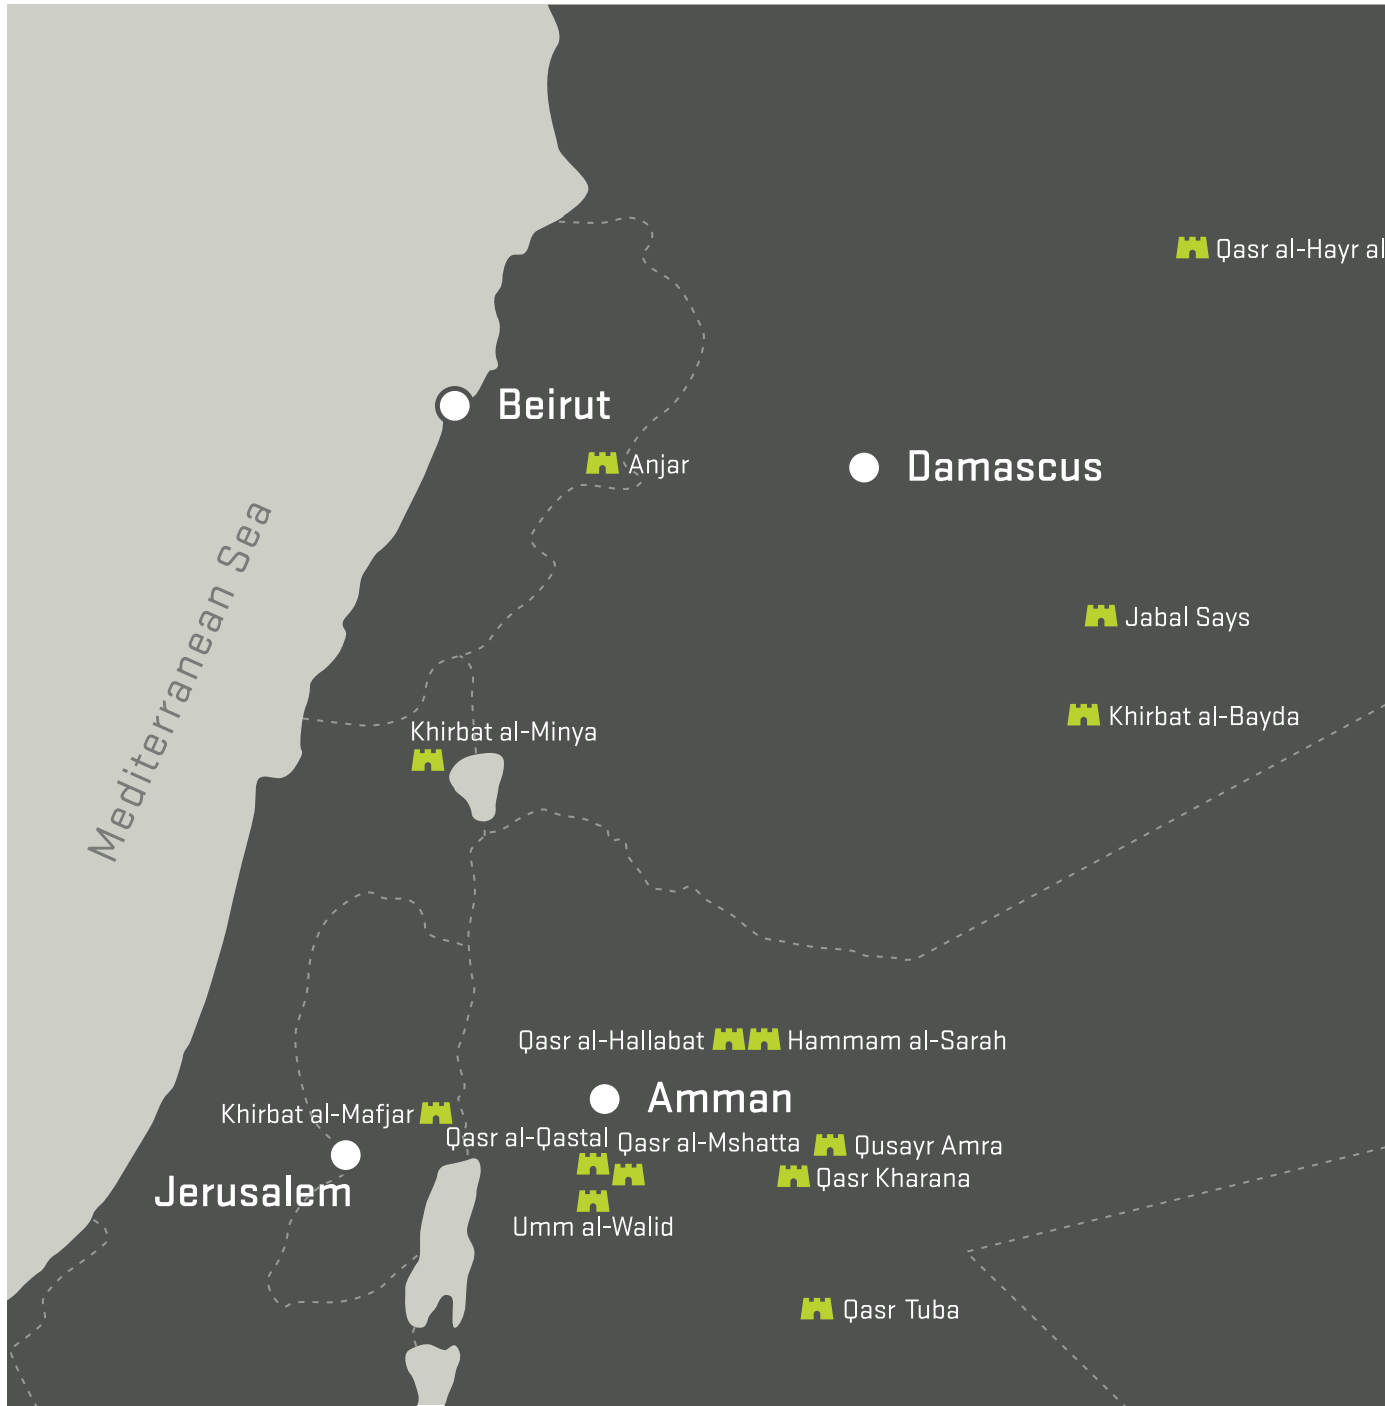 Qasr al-Hayr al
Beirut
Anjar
Damascus
Mediterranean Sea
Jabal Says
Khirbat al-Bayda
Khirbat al-Minya
Qasr al-Hallabat
Hammam al-Sarah
Amman
Khirbat al-Mafjar
Qasr al-Qastal
Qasr al-Mshatta
Qusayr Amra
Qasr Kharana
Jerusalem
Umm al-Walid
Qasr Tuba